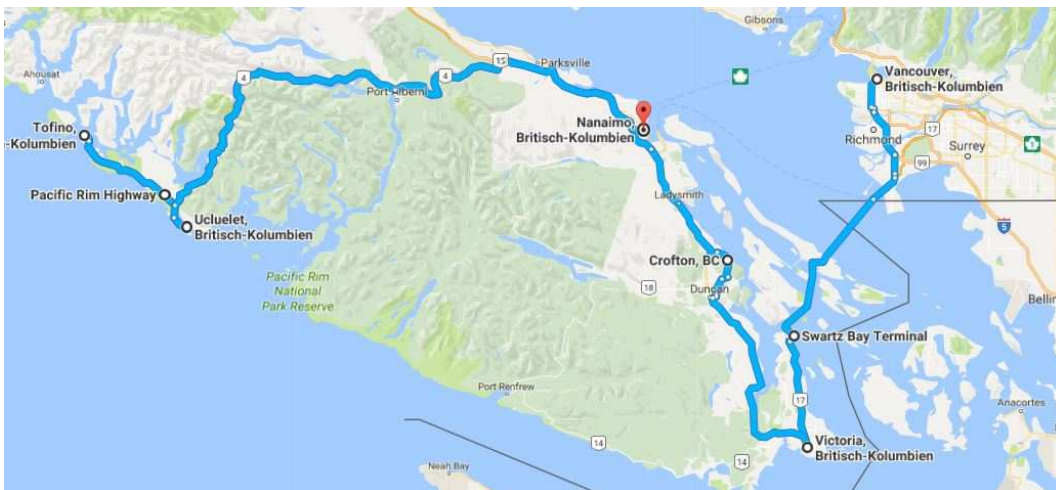 Gibsons
Ahousat
4
4
19
Parksville
Port Alberni
Vancouver,
Britisch-Kolumbien
Richmond
17
Surrey
1
99
Tofino,
-Kolumbien
Nanaimo,
Britisch-Kolumbien
Pacific Rim Highway
Ladysmith
Ucluelet,
Britisch-Kolumbien
5
Crofton, BC
Pacific Rim
National
Park Reserve
18
Duncan
Bellin
Swartz Bay Terminal
Port Renfrew
17
Anacortes
14
14
Victoria,
Britisch-Kolumbien
Neah Bay